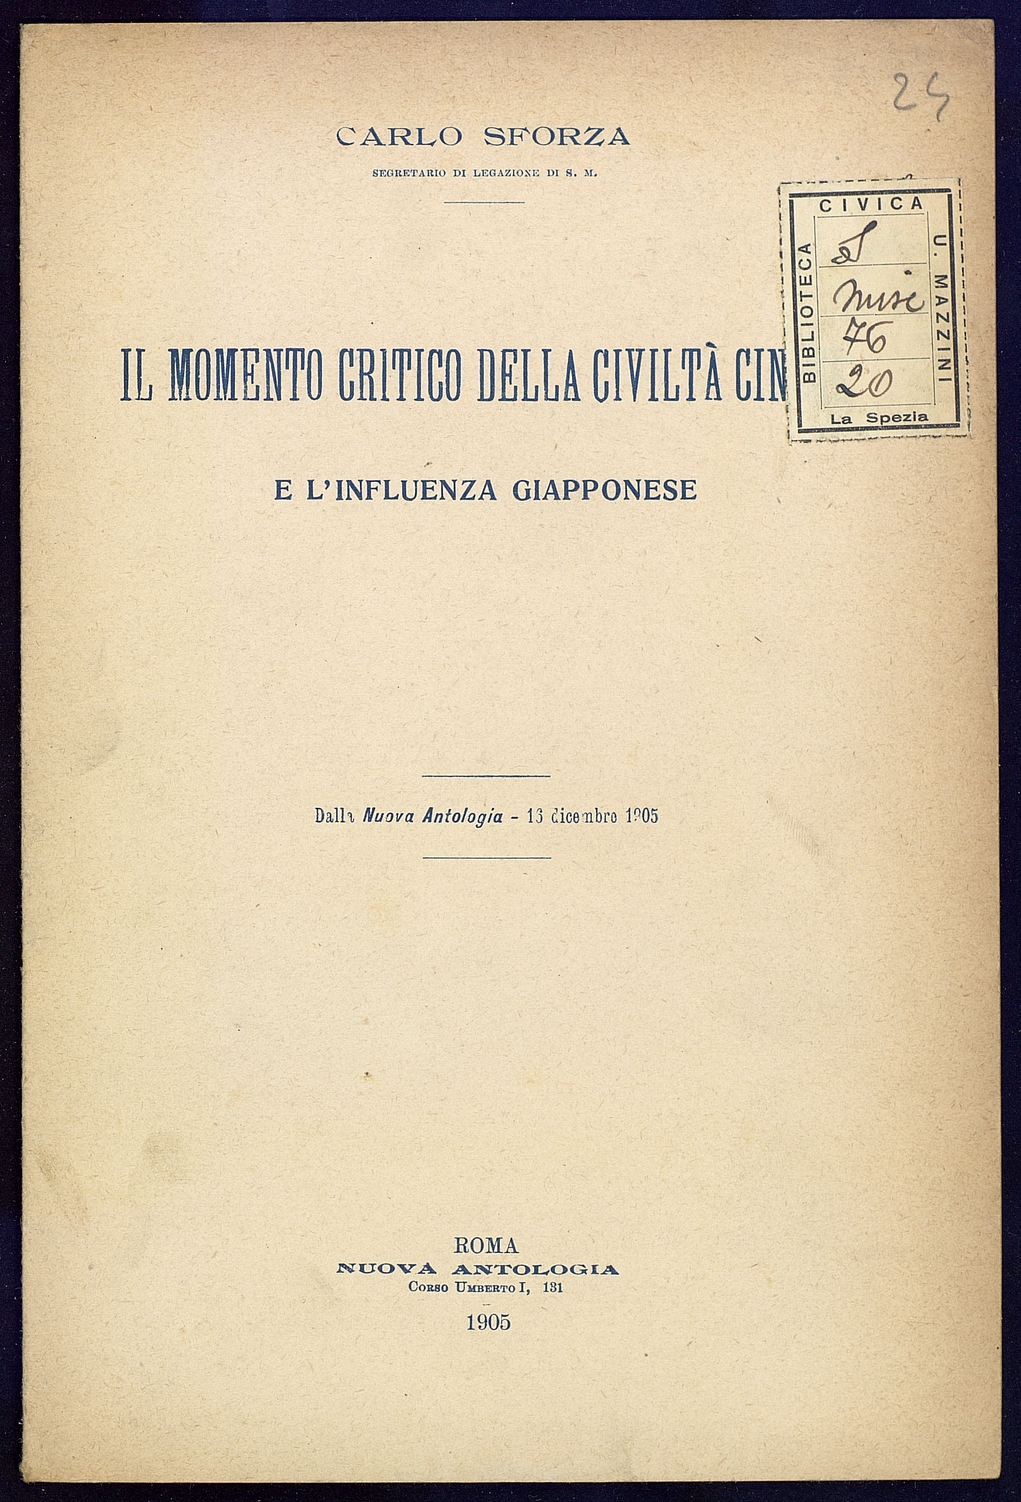 24
CARLO SFORZA
SEGRETARIO DI LEGAZIONE DI S. M.
CIVICA
BIBLIOTECA
U. MAZZINI
Misc
76
20
La Spezia
IL MOMENTO CRITICO DELLA CIVILTÀ CIN
E L'INFLUENZA GIAPPONESE
Dalla Nuova Antologia - 16 dicembre 1905
ROMA
NUOVA ANTOLOGIA
CORSO UMBERTO I, 131
1905